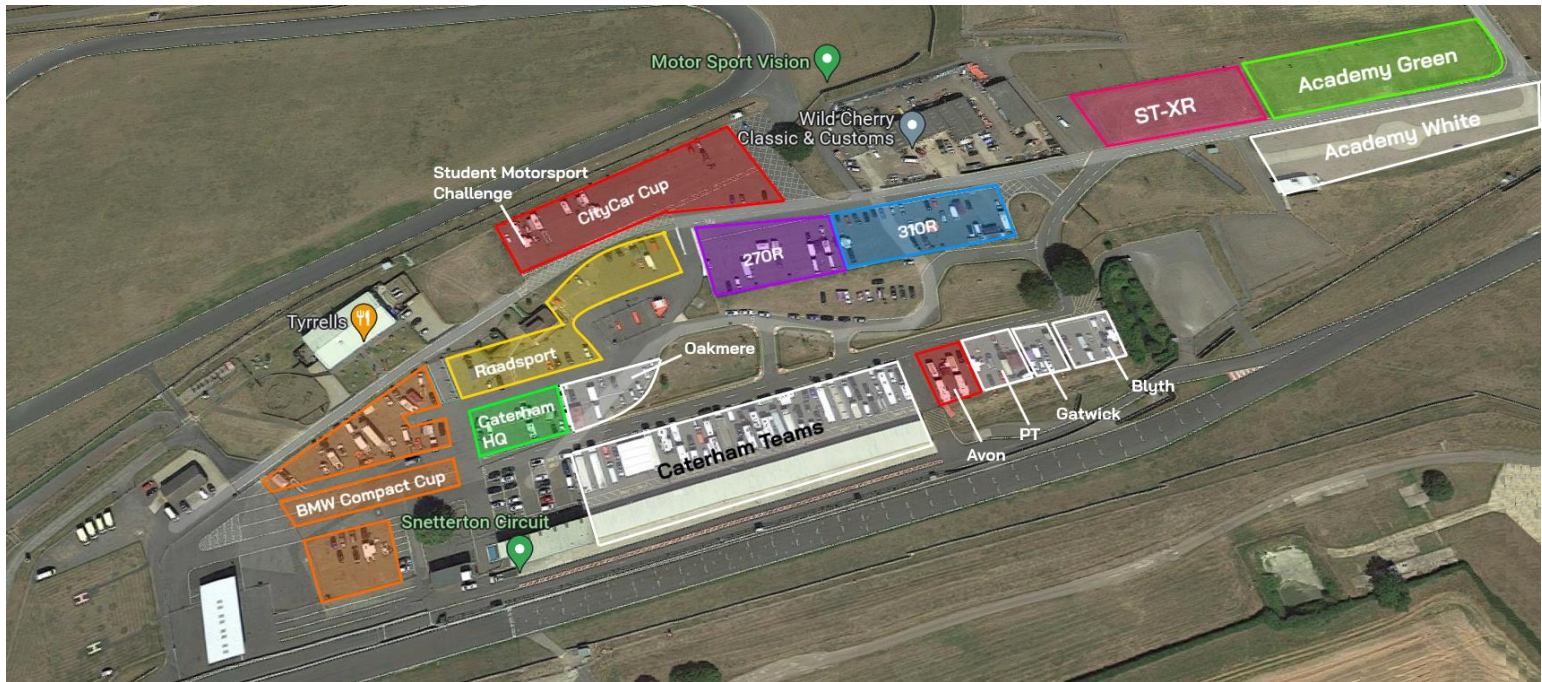 Motor Sport Vision
Academy Green
ST-XR
Wild Cherry
Classic & Customs
Academy White
Student Motorsport
Challenge
CityCar Cup
310R
270R
Tyrrells
Oakmere
Roadsport
Blyth
Caterham
HQ
Gatwick
PT
Caterham Teams
Avon
BMW Compact Cup
Snetterton Circuit
H
H